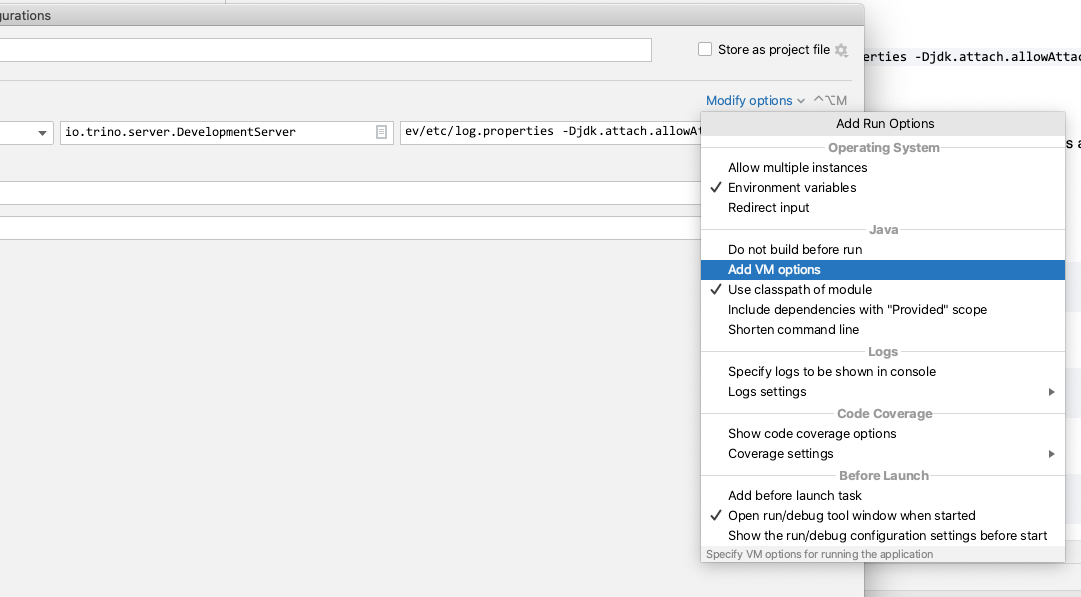 urations
Store as project file
erties -Djdk.attach.allowAttac
Modify options ⌃⌥M
io.trino.server.DevelopmentServer
ev/etc/log.properties -Djdk.attach.allowAt
Add Run Options
Operating System
Allow multiple instances
Environment variables
Redirect input
Java
Do not build before run
Add VM options
Use classpath of module
Include dependencies with "Provided" scope
Shorten command line
Logs
Specify logs to be shown in console
Logs settings
Code Coverage
Show code coverage options
Coverage settings
Before Launch
Add before launch task
Open run/debug tool window when started
Show the run/debug configuration settings before start
Specify VM options for running the application
s a